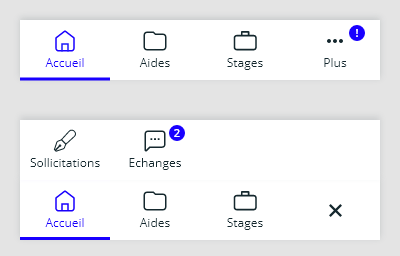 !
Accueil Aides Stages Plus
2
Sollicitations Echanges
Accueil Aides Stages